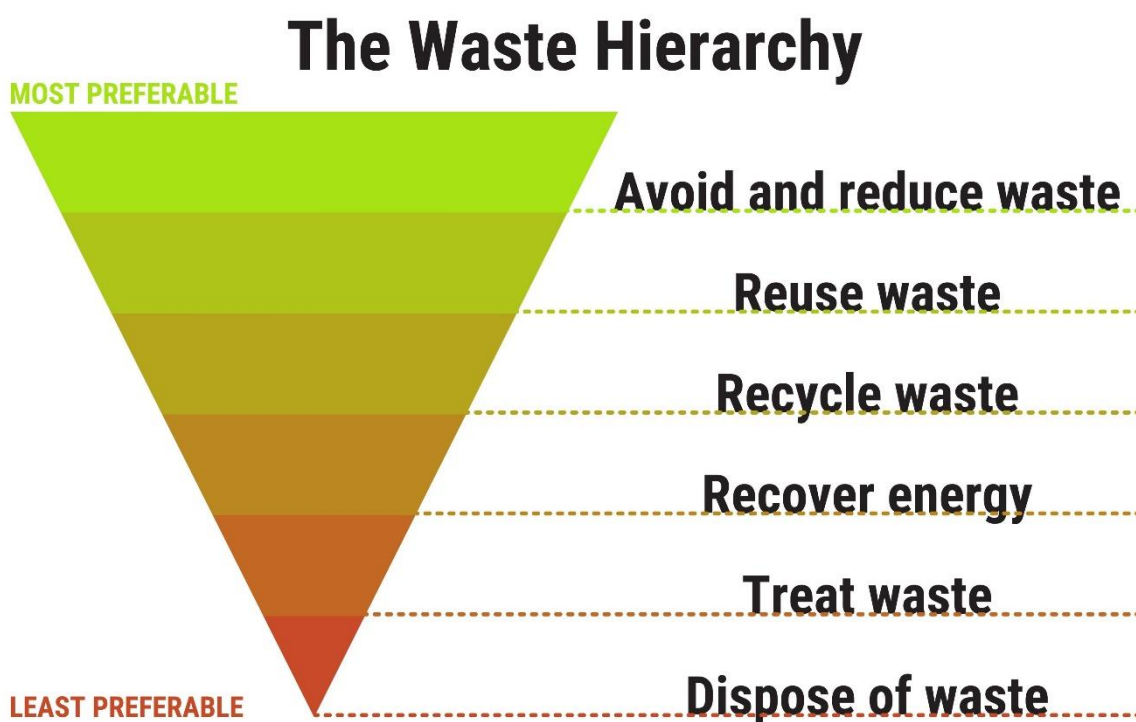 The Waste Hierarchy
MOST PREFERABLE
Avoid and reduce waste
Reuse waste
Recycle waste
Recover energy
Treat waste
Dispose of waste
LEAST PREFERABLE